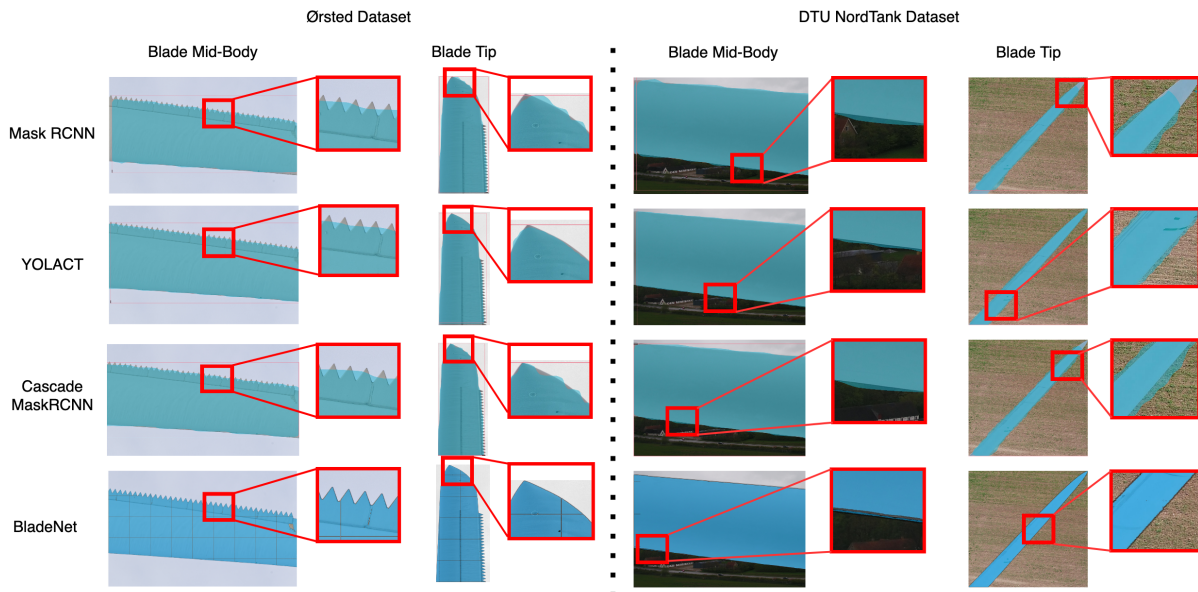 Ørsted Dataset
DTU NordTank Dataset
Blade Mid-Body
Blade Tip
Blade Mid-Body
Blade Tip
Mask RCNN
YOLACT
Cascade
MaskRCNN
BladeNet